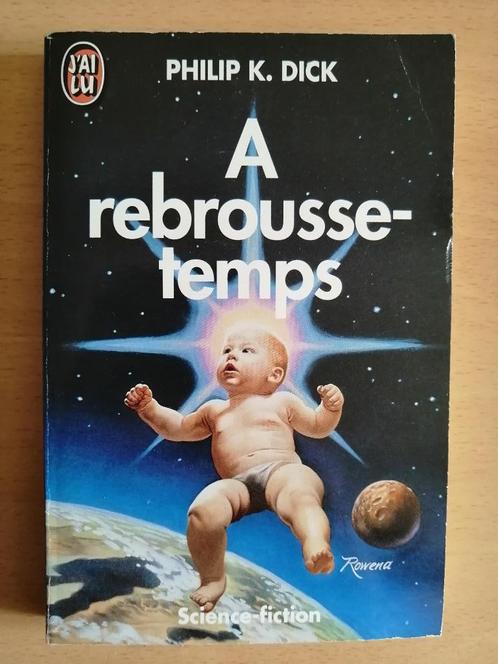 J'AI
LU
PHILIP K. DICK
A
rebrousse-
temps
Rowena
Science-fiction